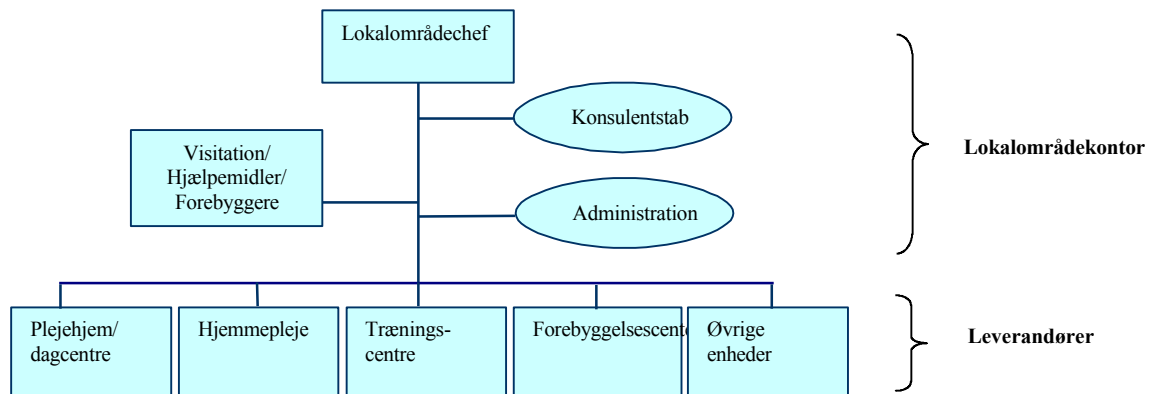 Lokalområdechef
Konsulentstab
Visitation/
Hjælpemidler/
Forebyggere
Lokalområdekontor
Administration
Plejehjem/
dagcentre
Hjemmepleje
Trænings-
centre
Forebyggelsescente
Øvrige
enheder
Leverandører